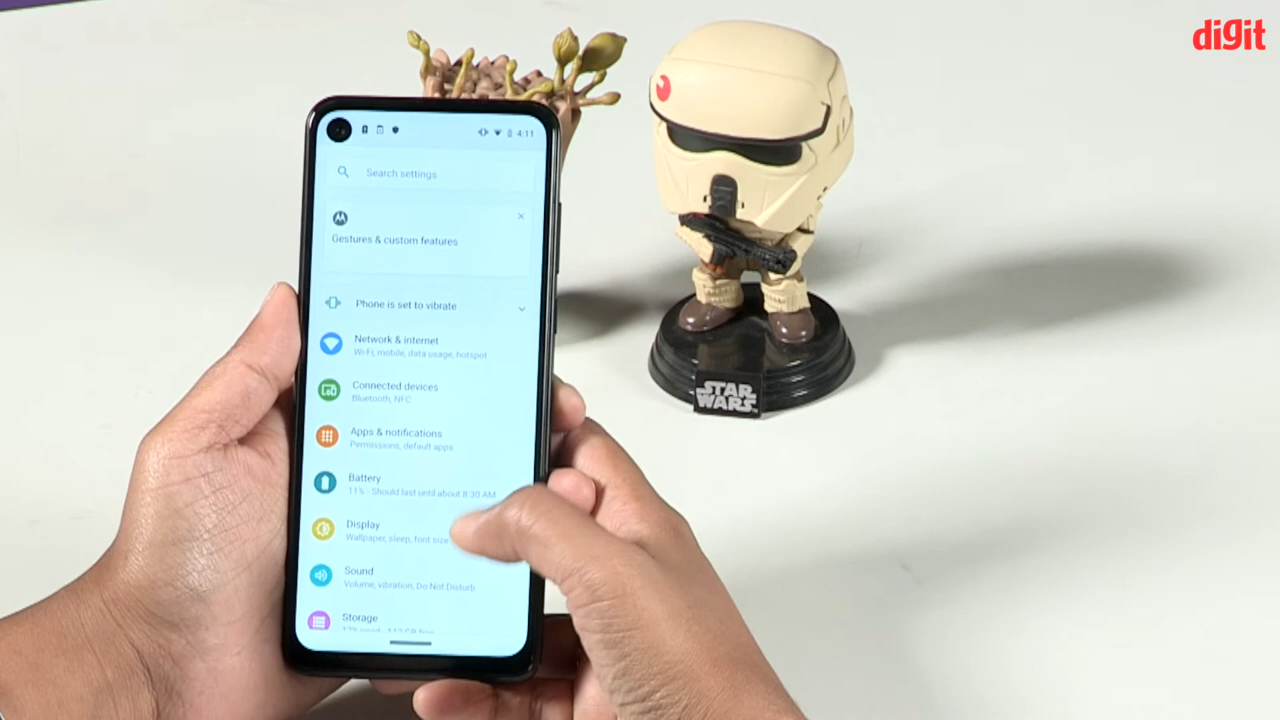 digit
4:11
Search settings
Gestures & custom features
Phone is set to vibrate
Network & internet
Wi-Fi, mobile, data usage, hotspot
Connected devices
Bluetooth, NFC
Apps & notifications
Permissions, default apps
Battery
11% - Should last until about 8:30 AM
Display
Wallpaper, sleep, font size
Sound
Volume, vibration, Do Not Disturb
Storage
STAR
WARS